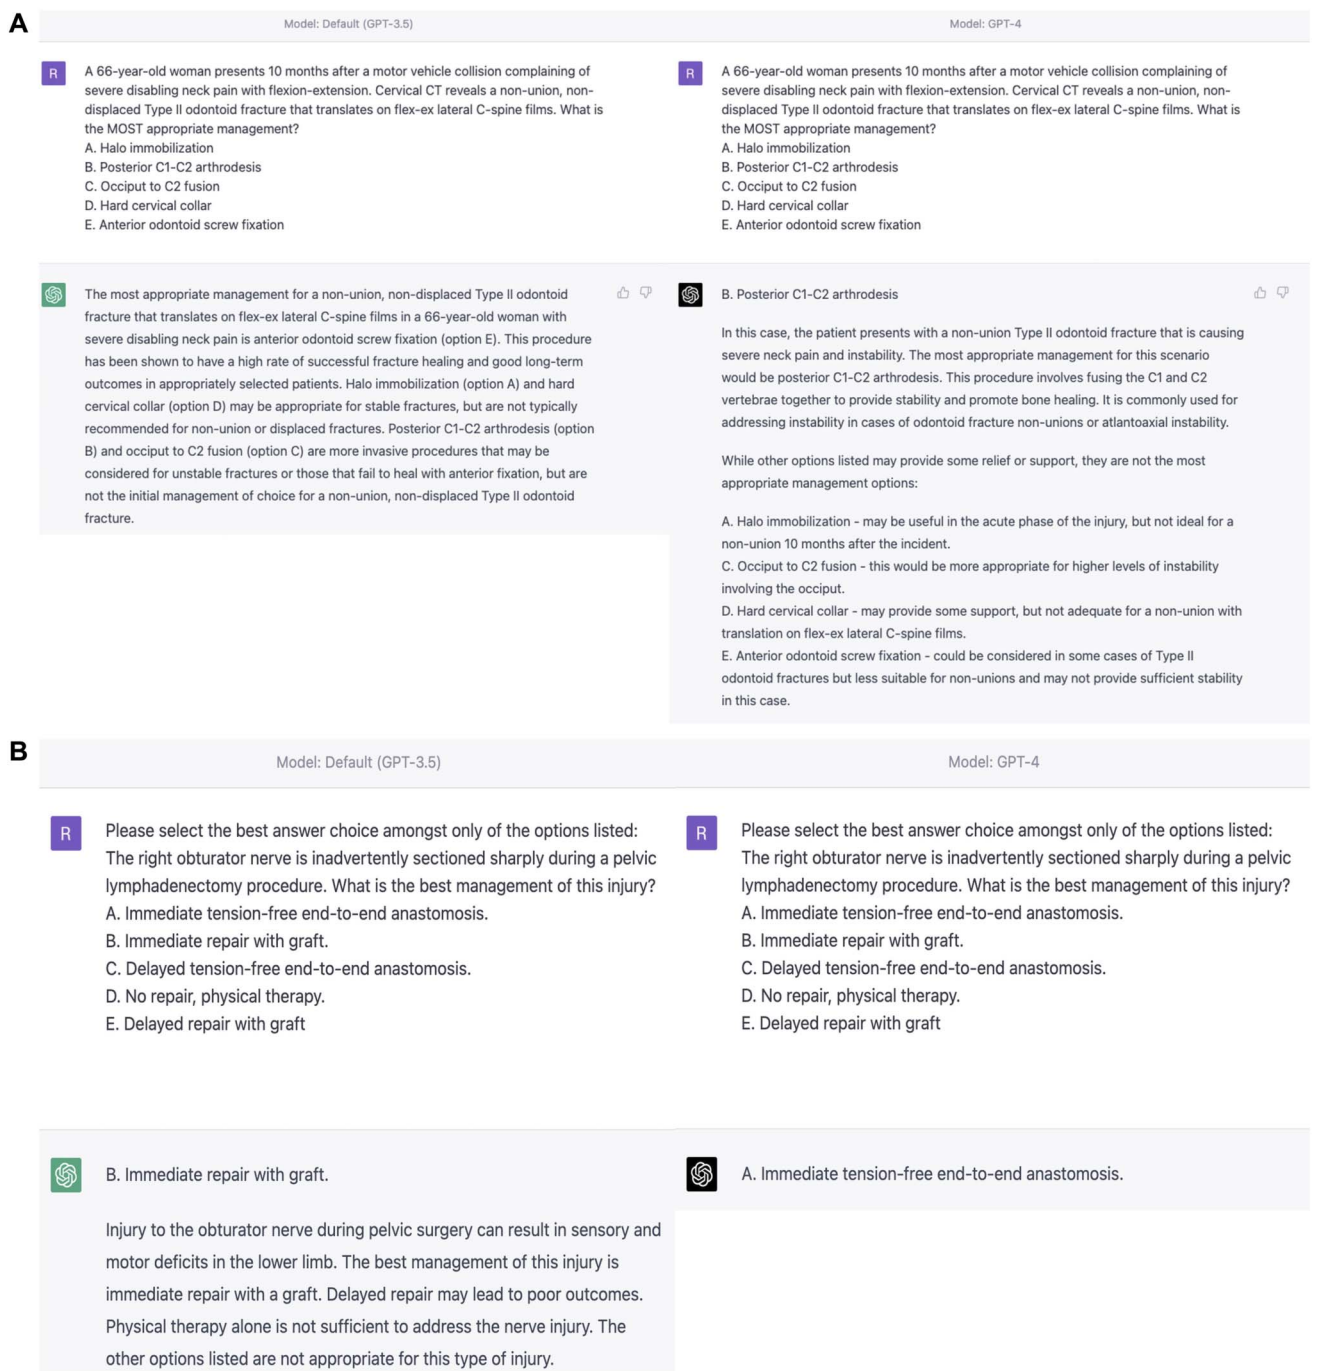 A
Model: Default (GPT-3.5)
Model: GPT-4
R
A 66-year-old woman presents 10 months after a motor vehicle collision complaining of
severe disabling neck pain with flexion-extension. Cervical CT reveals a non-union, non-
displaced Type II odontoid fracture that translates on flex-ex lateral C-spine films. What is
the MOST appropriate management?
A. Halo immobilization
B. Posterior C1-C2 arthrodesis
C. Occiput to C2 fusion
D. Hard cervical collar
E. Anterior odontoid screw fixation
R
A 66-year-old woman presents 10 months after a motor vehicle collision complaining of
severe disabling neck pain with flexion-extension. Cervical CT reveals a non-union, non-
displaced Type II odontoid fracture that translates on flex-ex lateral C-spine films. What is
the MOST appropriate management?
A. Halo immobilization
B. Posterior C1-C2 arthrodesis
C. Occiput to C2 fusion
D. Hard cervical collar
E. Anterior odontoid screw fixation
The most appropriate management for a non-union, non-displaced Type II odontoid
fracture that translates on flex-ex lateral C-spine films in a 66-year-old woman with
severe disabling neck pain is anterior odontoid screw fixation (option E). This procedure
has been shown to have a high rate of successful fracture healing and good long-term
outcomes in appropriately selected patients. Halo immobilization (option A) and hard
cervical collar (option D) may be appropriate for stable fractures, but are not typically
recommended for non-union or displaced fractures. Posterior C1-C2 arthrodesis (option
B) and occiput to C2 fusion (option C) are more invasive procedures that may be
considered for unstable fractures or those that fail to heal with anterior fixation, but are
not the initial management of choice for a non-union, non-displaced Type II odontoid
fracture.
B. Posterior C1-C2 arthrodesis
In this case, the patient presents with a non-union Type II odontoid fracture that is causing
severe neck pain and instability. The most appropriate management for this scenario
would be posterior C1-C2 arthrodesis. This procedure involves fusing the C1 and C2
vertebrae together to provide stability and promote bone healing. It is commonly used for
addressing instability in cases of odontoid fracture non-unions or atlantoaxial instability.
While other options listed may provide some relief or support, they are not the most
appropriate management options:
A. Halo immobilization - may be useful in the acute phase of the injury, but not ideal for a
non-union 10 months after the incident.
C. Occiput to C2 fusion - this would be more appropriate for higher levels of instability
involving the occiput.
D. Hard cervical collar - may provide some support, but not adequate for a non-union with
translation on flex-ex lateral C-spine films.
E. Anterior odontoid screw fixation - could be considered in some cases of Type II
odontoid fractures but less suitable for non-unions and may not provide sufficient stability
in this case.
B
Model: Default (GPT-3.5)
Model: GPT-4
R
Please select the best answer choice amongst only of the options listed:
The right obturator nerve is inadvertently sectioned sharply during a pelvic
lymphadenectomy procedure. What is the best management of this injury?
A. Immediate tension-free end-to-end anastomosis.
B. Immediate repair with graft.
C. Delayed tension-free end-to-end anastomosis.
D. No repair, physical therapy.
E. Delayed repair with graft
R
Please select the best answer choice amongst only of the options listed:
The right obturator nerve is inadvertently sectioned sharply during a pelvic
lymphadenectomy procedure. What is the best management of this injury?
A. Immediate tension-free end-to-end anastomosis.
B. Immediate repair with graft.
C. Delayed tension-free end-to-end anastomosis.
D. No repair, physical therapy.
E. Delayed repair with graft
B. Immediate repair with graft.
Injury to the obturator nerve during pelvic surgery can result in sensory and
motor deficits in the lower limb. The best management of this injury is
immediate repair with a graft. Delayed repair may lead to poor outcomes.
Physical therapy alone is not sufficient to address the nerve injury. The
other options listed are not appropriate for this type of injury.
A. Immediate tension-free end-to-end anastomosis.